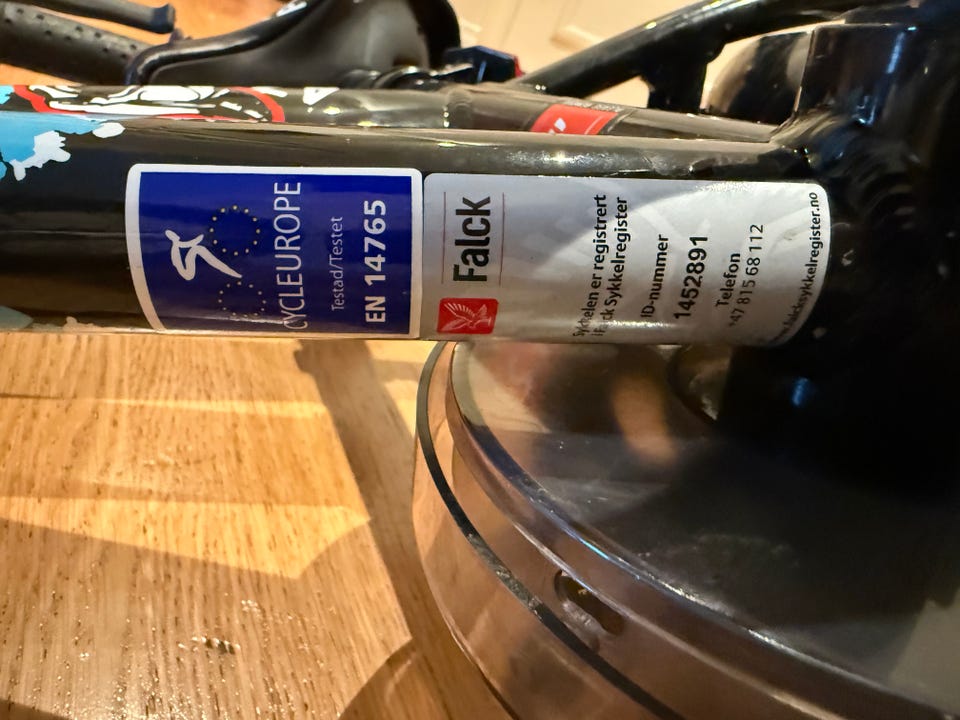 CYCLEUROPE
Testad/Testet
EN 14765
Falck
Sykkelen er registrert
i Falck Sykkelregister
ID-nummer
1452891
Telefon
+47 815 68 112
www.falcksykkelregister.no